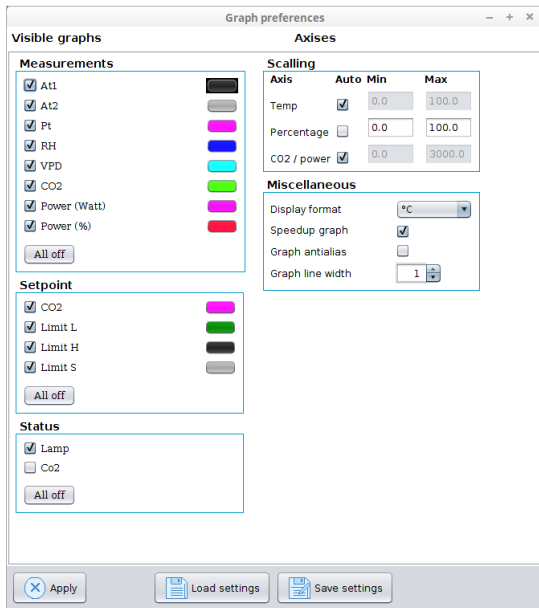 Graph preferences
Visible graphs
Measurements
At1
At2
Pt
RH
VPD
CO2
Power (Watt)
Power (%)
All off
Setpoint
CO2
Limit L
Limit H
Limit S
All off
Status
Lamp
Co2
All off
Axises
Scalling
Axis Auto Min Max
Temp 0.0 100.0
Percentage 0.0 100.0
CO2 / power 0.0 3000.0
Miscellaneous
Display format °C
Speedup graph
Graph antialias
Graph line width 1
Apply Load settings Save settings